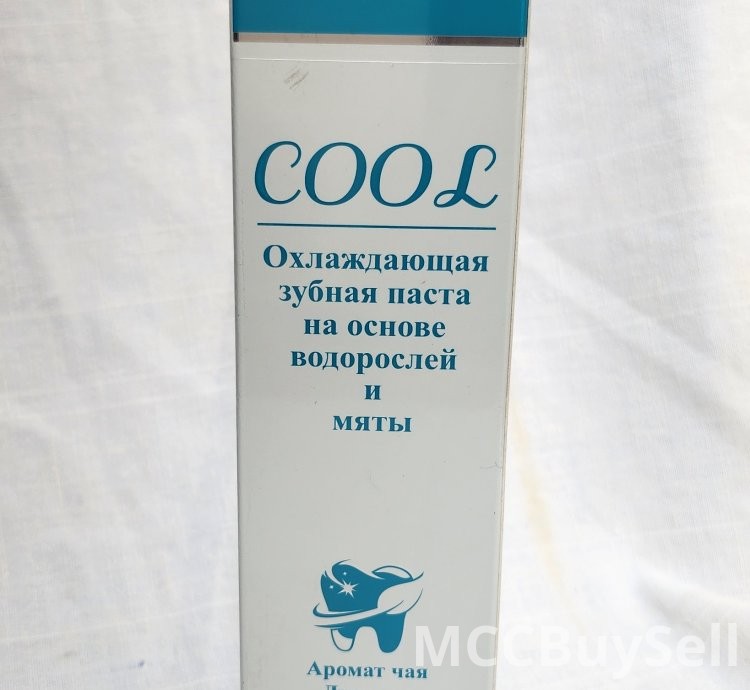 COOL
Охлаждающая
зубная паста
на основе
водорослей
и
мяты
MCCBuySell
Аромат чая